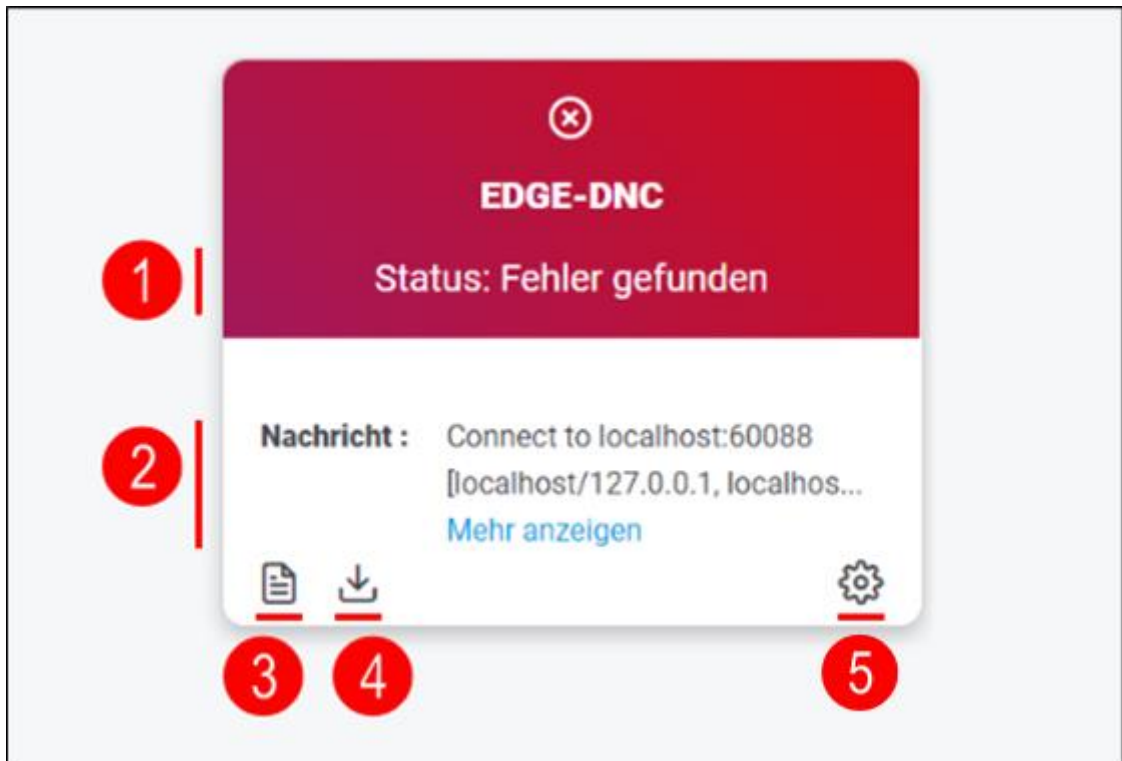 EDGE-DNC
1
Status: Fehler gefunden
2
Nachricht : Connect to localhost:60088
[localhost/127.0.0.1, localhos...
Mehr anzeigen
3 4 5